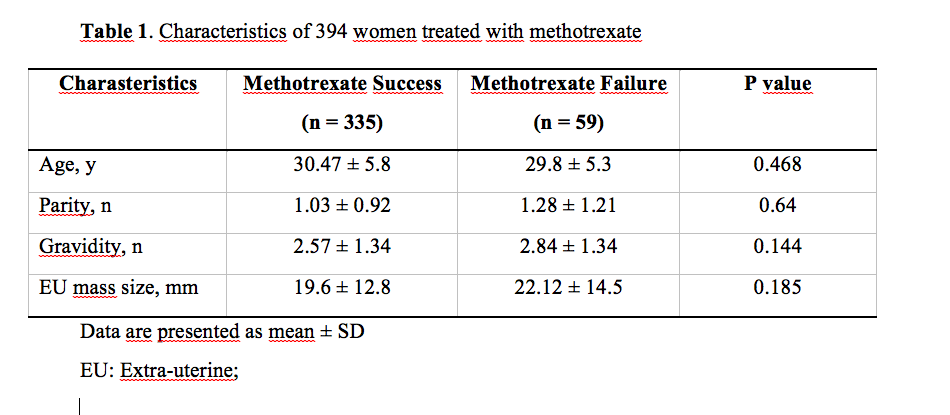 Table 1. Characteristics of 394 women treated with methotrexate
Charasteristics Methotrexate Success Methotrexate Failure P value
(n = 335) (n = 59)
Age, y 30.47 ± 5.8 29.8 ± 5.3 0.468
Parity, n 1.03 ± 0.92 1.28 ± 1.21 0.64
Gravidity, n 2.57 ± 1.34 2.84 ± 1.34 0.144
EU mass size, mm 19.6 ± 12.8 22.12 ± 14.5 0.185
Data are presented as mean ± SD
EU: Extra-uterine;